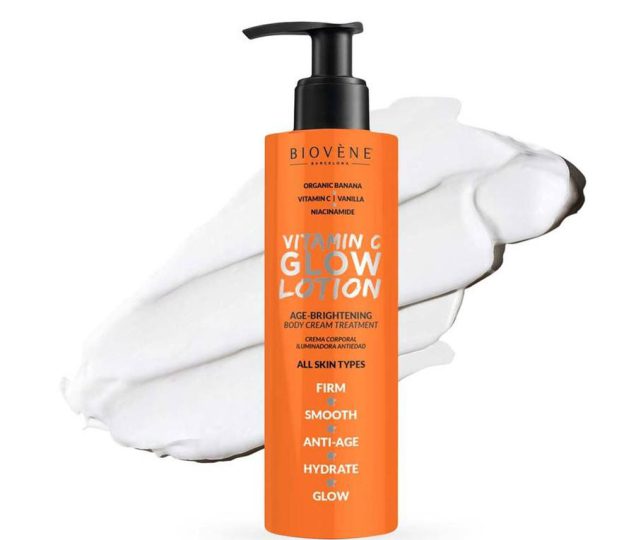 BIOVÈNE
BARCELONA
ORGANIC BANANA
VITAMIN C | VANILLA
NIACINAMIDE
VITAMIN C
GLOW
LOTION
AGE-BRIGHTENING
BODY CREAM TREATMENT
CREMA CORPORAL
ILUMINADORA ANTIEDAD
ALL SKIN TYPES
FIRM
SMOOTH
ANTI-AGE
HYDRATE
GLOW